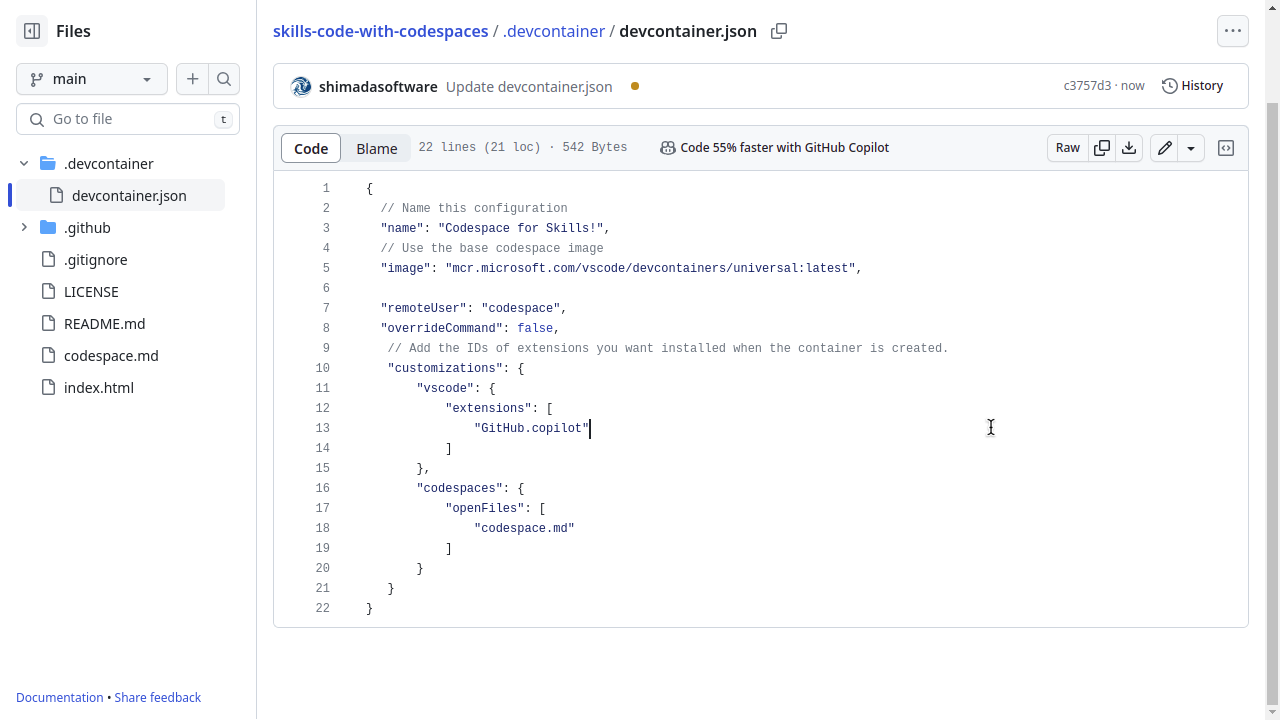 Files
main
Go to file
t
.devcontainer
devcontainer.json
.github
.gitignore
LICENSE
README.md
codespace.md
index.html
Documentation • Share feedback
skills-code-with-codespaces / .devcontainer / devcontainer.json
shimadasoftware Update devcontainer.json
c3757d3 · now
History
Code
Blame
22 lines (21 loc) · 542 Bytes
Code 55% faster with GitHub Copilot
Raw
1 {
2 // Name this configuration
3 "name": "Codespace for Skills!",
4 // Use the base codespace image
5 "image": "mcr.microsoft.com/vscode/devcontainers/universal:latest",
6
7 "remoteUser": "codespace",
8 "overrideCommand": false,
9 // Add the IDs of extensions you want installed when the container is created.
10 "customizations": {
11 "vscode": {
12 "extensions": [
13 "GitHub.copilot"
14 ]
15 },
16 "codespaces": {
17 "openFiles": [
18 "codespace.md"
19 ]
20 }
21 }
22 }